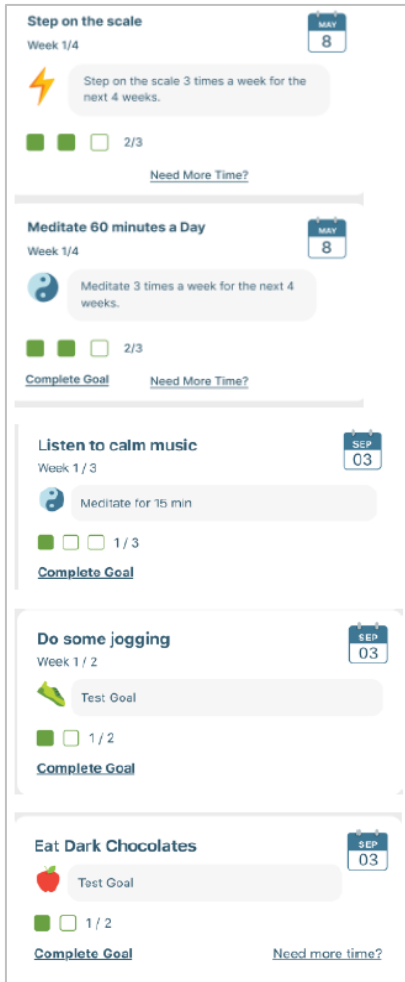 Step on the scale
MAY
Week 1/4
8
Step on the scale 3 times a week for the
next 4 weeks.
2/3
Need More Time?
Meditate 60 minutes a Day
MAY
Week 1/4
8
Meditate 3 times a week for the next 4
weeks.
2/3
Complete Goal Need More Time?
Listen to calm music
SEP
Week 1 / 3
03
Meditate for 15 min
1 / 3
Complete Goal
Do some jogging
SEP
Week 1 / 2
03
Test Goal
1 / 2
Complete Goal
Eat Dark Chocolates
SEP
03
Test Goal
1 / 2
Complete Goal Need more time?